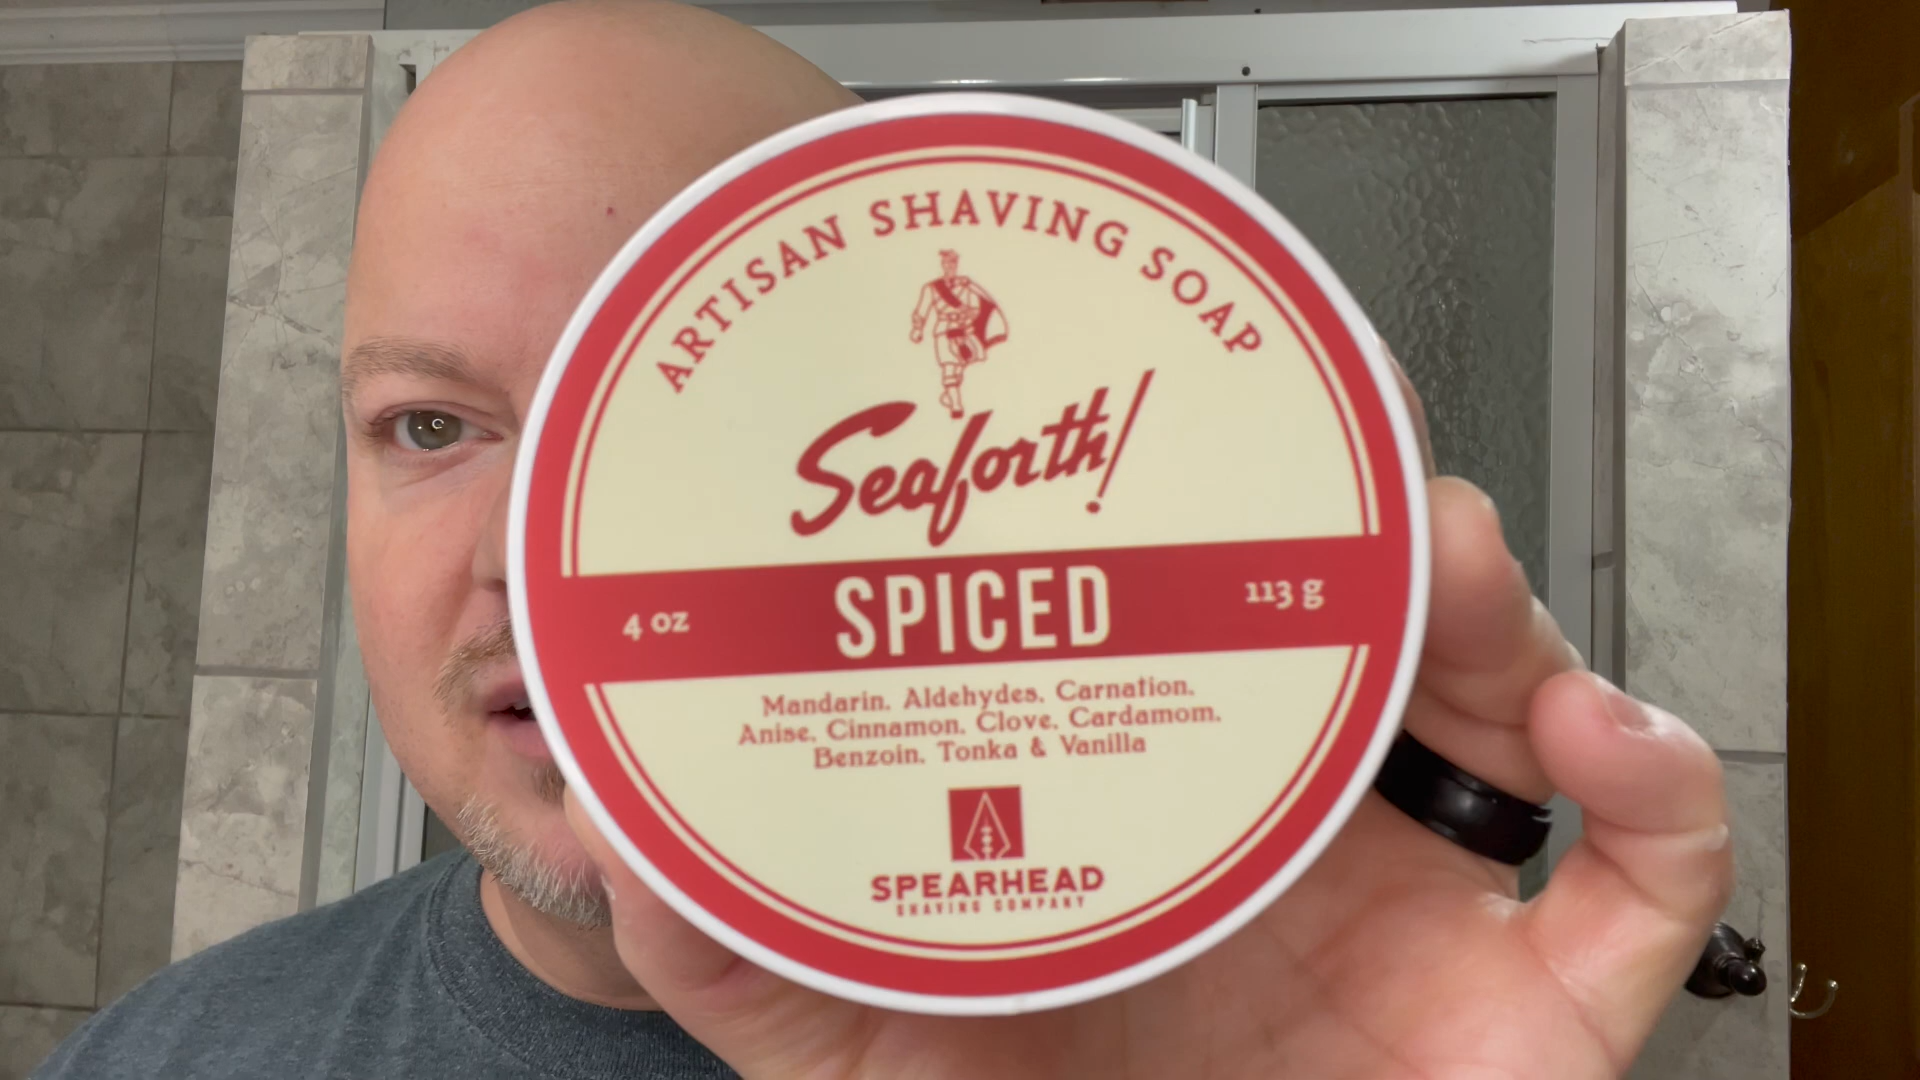 ARTISAN SHAVING SOAP
Seaforth!
4 oz SPICED 113 g
Mandarin, Aldehydes, Carnation,
Anise, Cinnamon, Clove, Cardamom,
Benzoin, Tonka & Vanilla
SPEARHEAD
SHAVING COMPANY